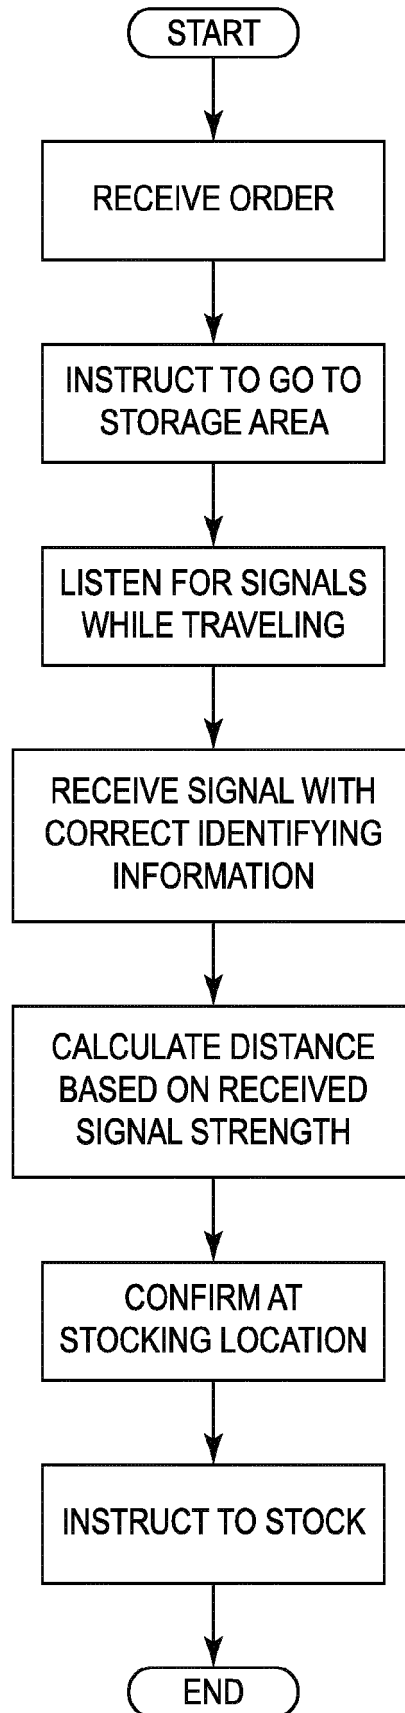 START
RECEIVE ORDER
INSTRUCT TO GO TO
STORAGE AREA
LISTEN FOR SIGNALS
WHILE TRAVELING
RECEIVE SIGNAL WITH
CORRECT IDENTIFYING
INFORMATION
CALCULATE DISTANCE
BASED ON RECEIVED
SIGNAL STRENGTH
CONFIRM AT
STOCKING LOCATION
INSTRUCT TO STOCK
END